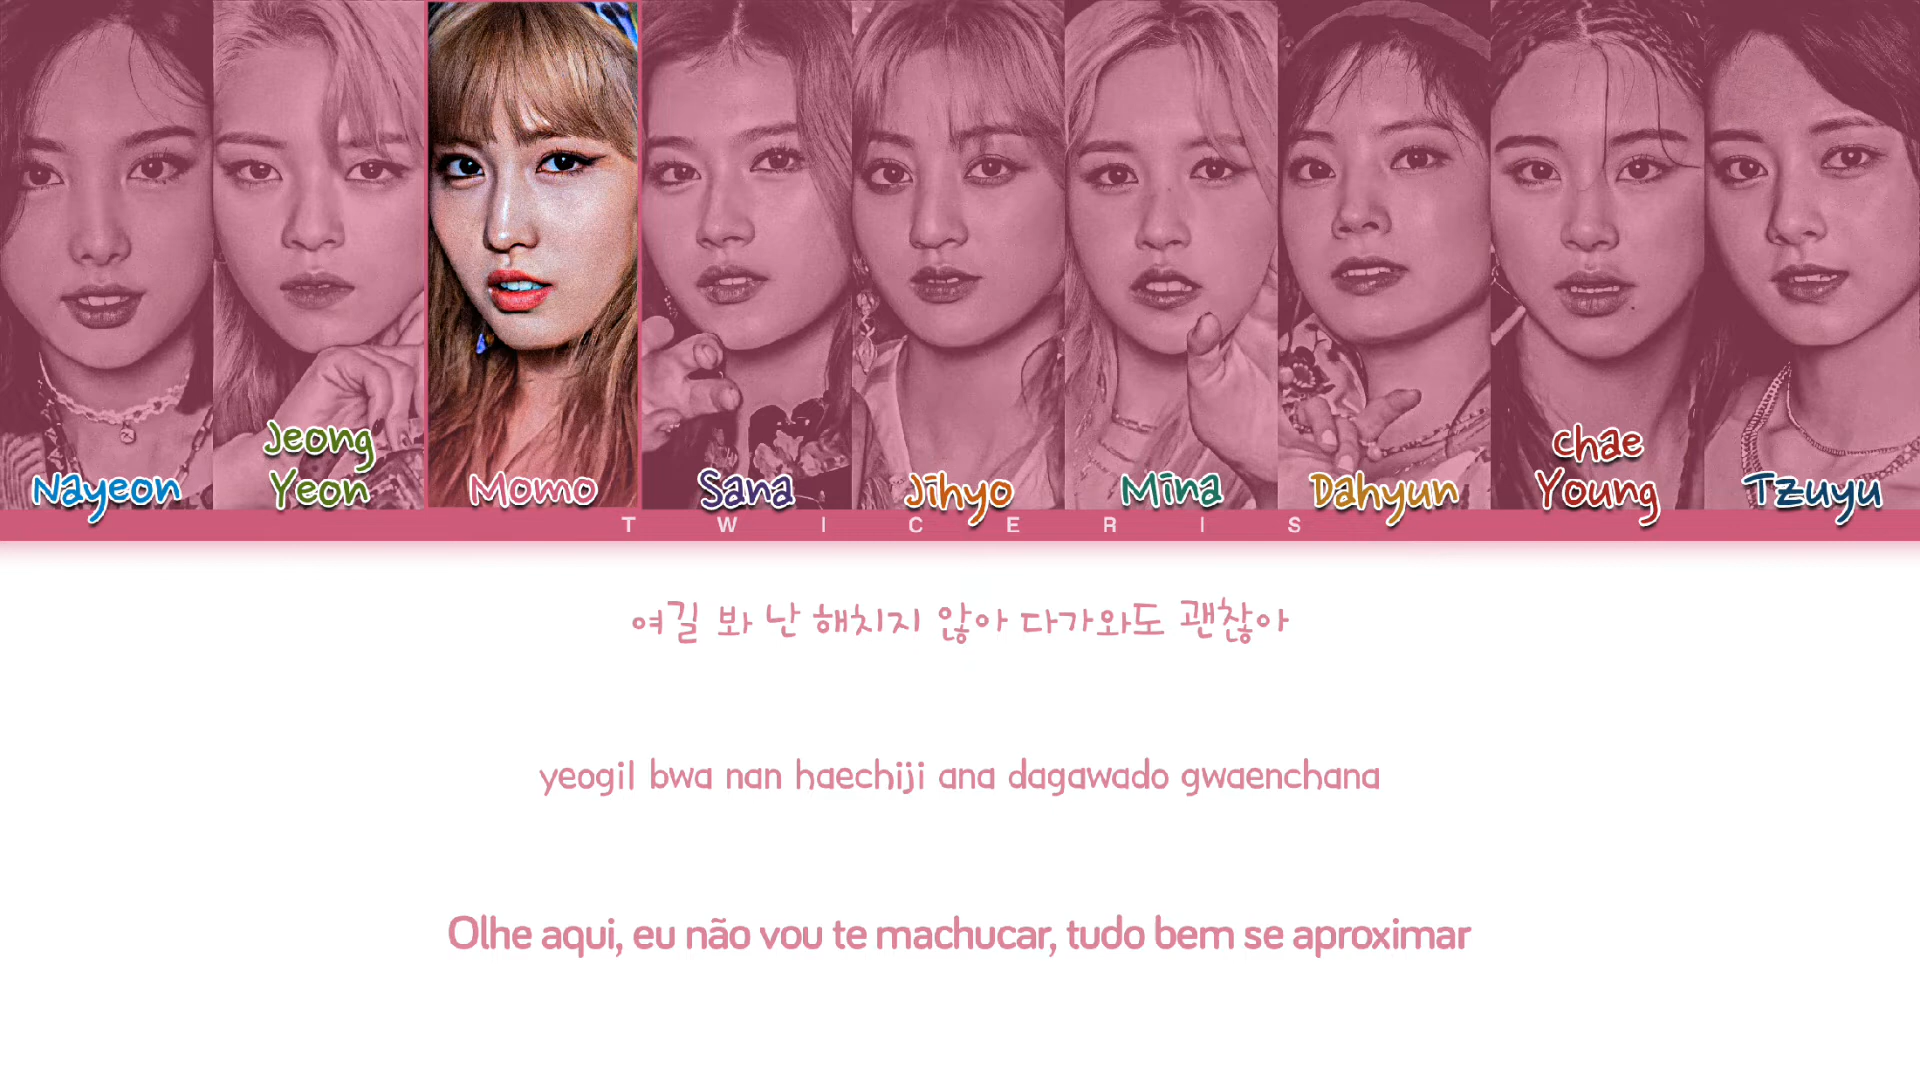 Nayeon
Jeong
Yeon
Momo
Sana
Jihyo
Mina
Dahyun
Chae
Young
Tzuyu
T W I C E R I S
여길 봐 난 해치지 않아 다가와도 괜찮아
yeogil bwa nan haechiji ana dagawado gwaenchana
Olhe aqui, eu não vou te machucar, tudo bem se aproximar